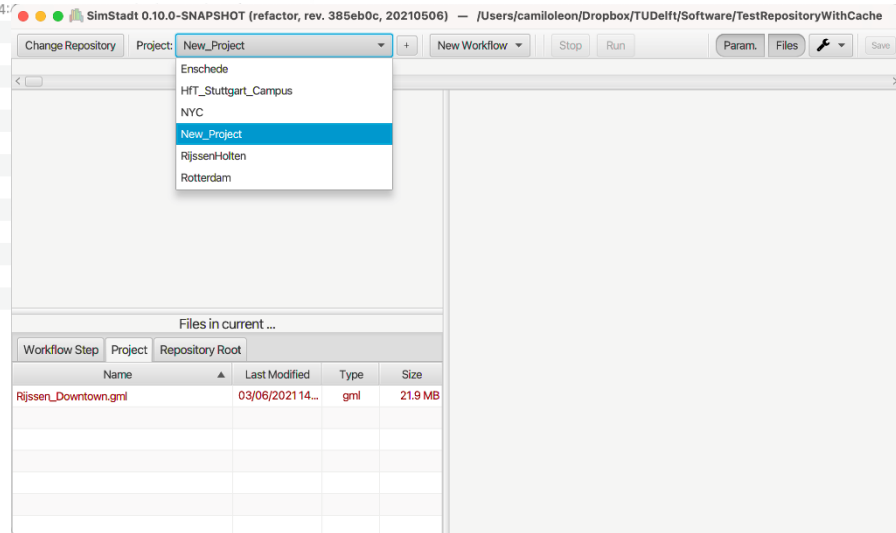 4:
SimStadt 0.10.0-SNAPSHOT (refactor, rev. 385eb0c, 20210506) — /Users/camiloleon/Dropbox/TUDelft/Software/TestRepositoryWithCache
Change Repository Project: New_Project + New Workflow Stop Run Param. Files Save
Enschede
HfT_Stuttgart_Campus
NYC
New_Project
RijssenHolten
Rotterdam
Files in current ...
Workflow Step Project Repository Root
Name Last Modified Type Size
Rijssen_Downtown.gml 03/06/2021 14... gml 21.9 MB